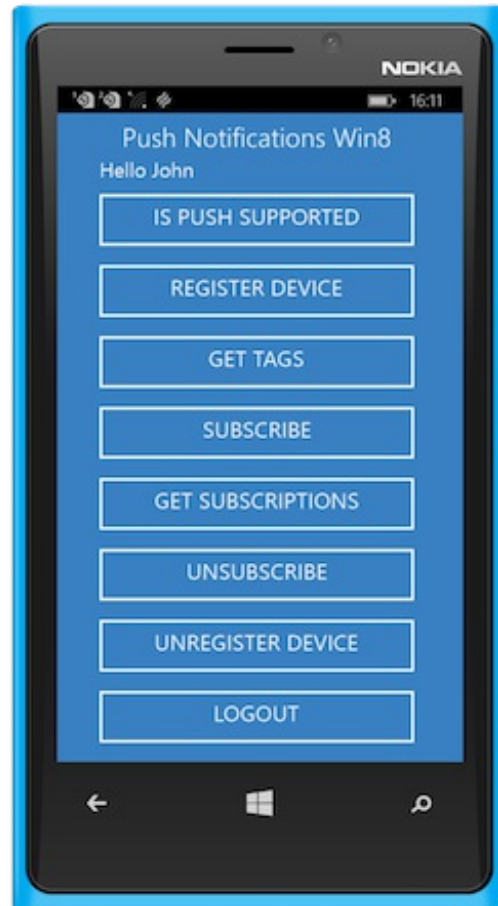 NOKIA
16:11
Push Notifications Win8
Hello John
IS PUSH SUPPORTED
REGISTER DEVICE
GET TAGS
SUBSCRIBE
GET SUBSCRIPTIONS
UNSUBSCRIBE
UNREGISTER DEVICE
LOGOUT